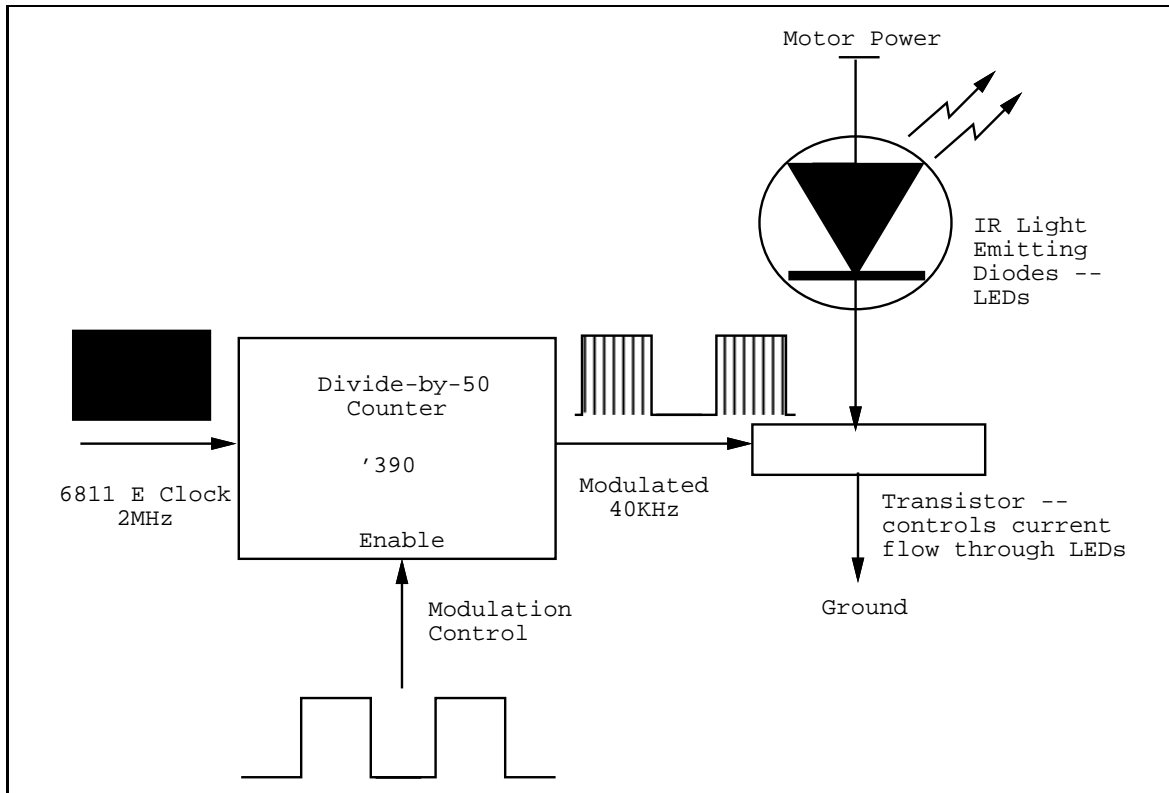 Motor Power
IR Light
Emitting
Diodes --
LEDs
Divide-by-50
Counter
'390
Enable
6811 E Clock
2MHz
Modulated
40KHz
Transistor --
controls current
flow through LEDs
Ground
Modulation
Control